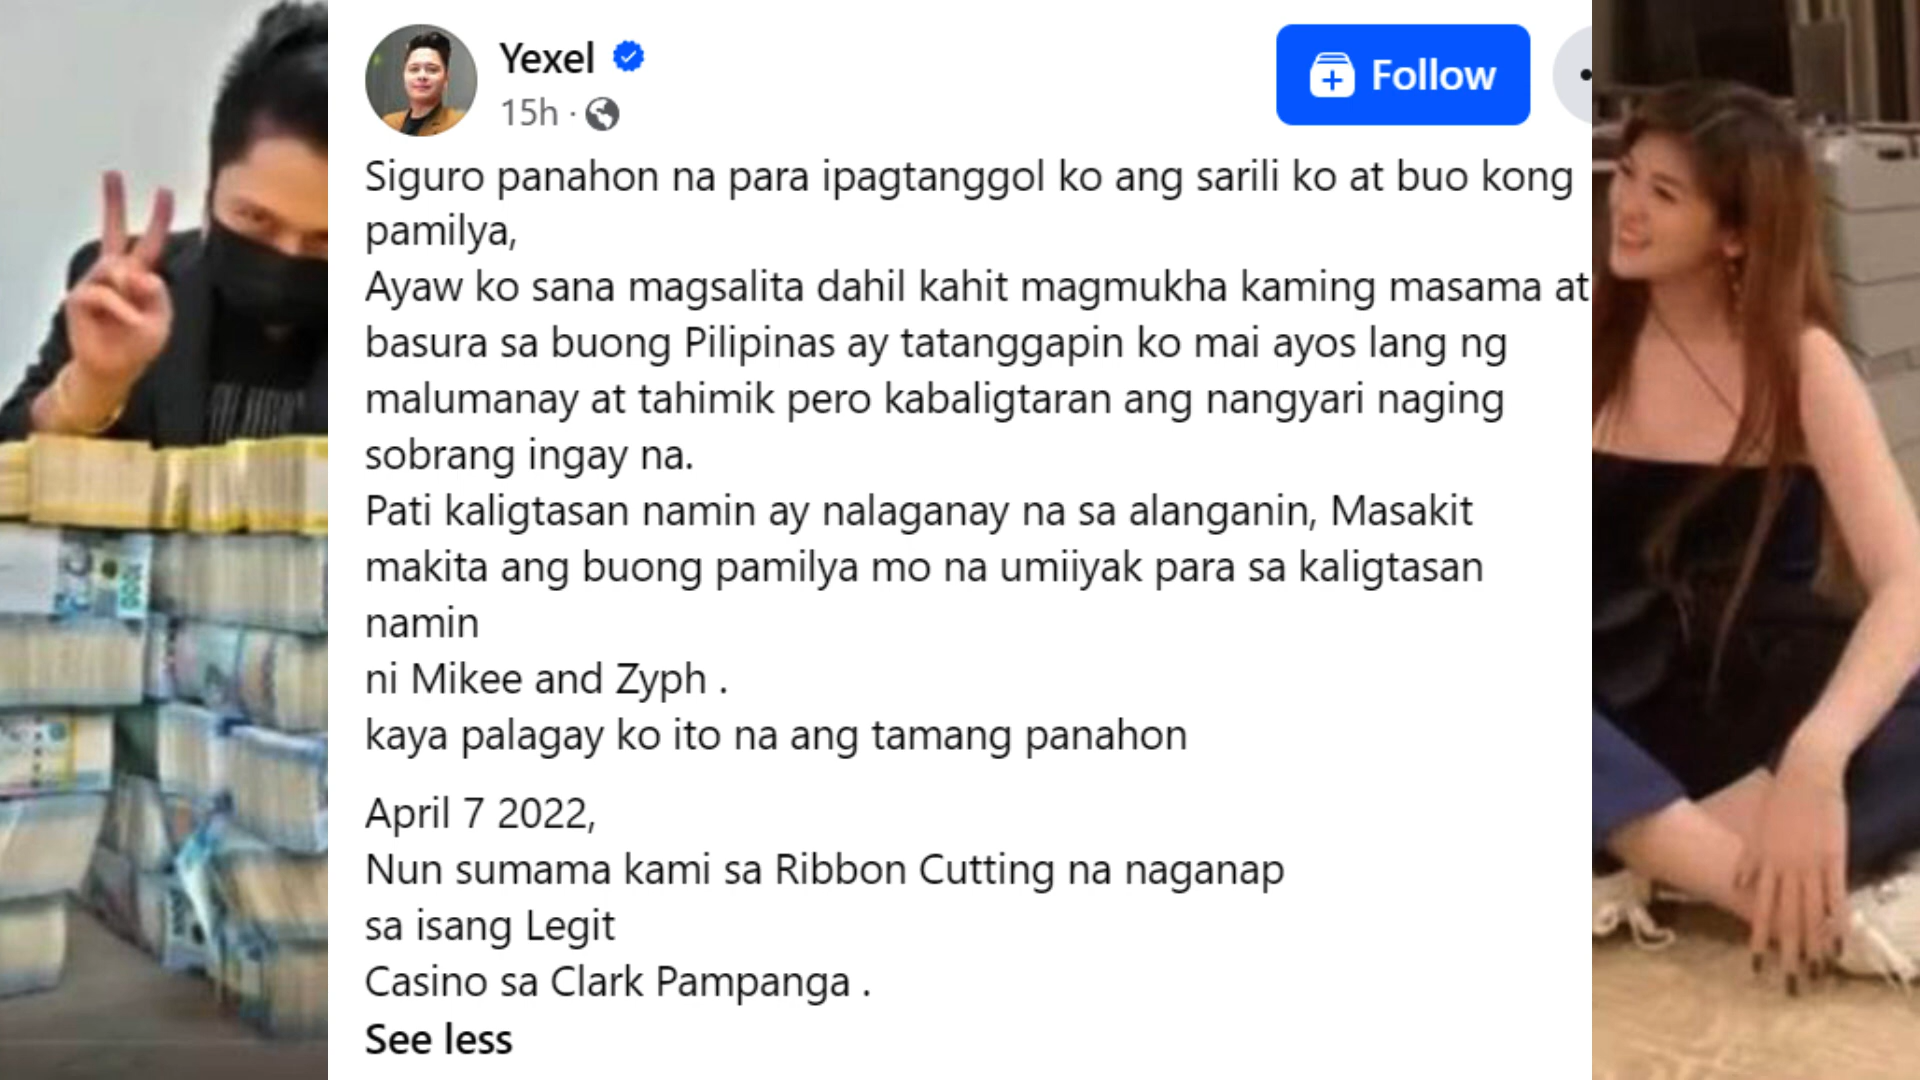 Yexel
15h ·
Follow
Siguro panahon na para ipagtanggol ko ang sarili ko at buo kong
pamilya,
Ayaw ko sana magsalita dahil kahit magmukha kaming masama at
basura sa buong Pilipinas ay tatanggapin ko mai ayos lang ng
malumanay at tahimik pero kabaligtaran ang nangyari naging
sobrang ingay na.
Pati kaligtasan namin ay nalaganay na sa alanganin, Masakit
makita ang buong pamilya mo na umiiyak para sa kaligtasan
namin
ni Mikee and Zyph .
kaya palagay ko ito na ang tamang panahon
April 7 2022,
Nun sumama kami sa Ribbon Cutting na naganap
sa isang Legit
Casino sa Clark Pampanga .
See less